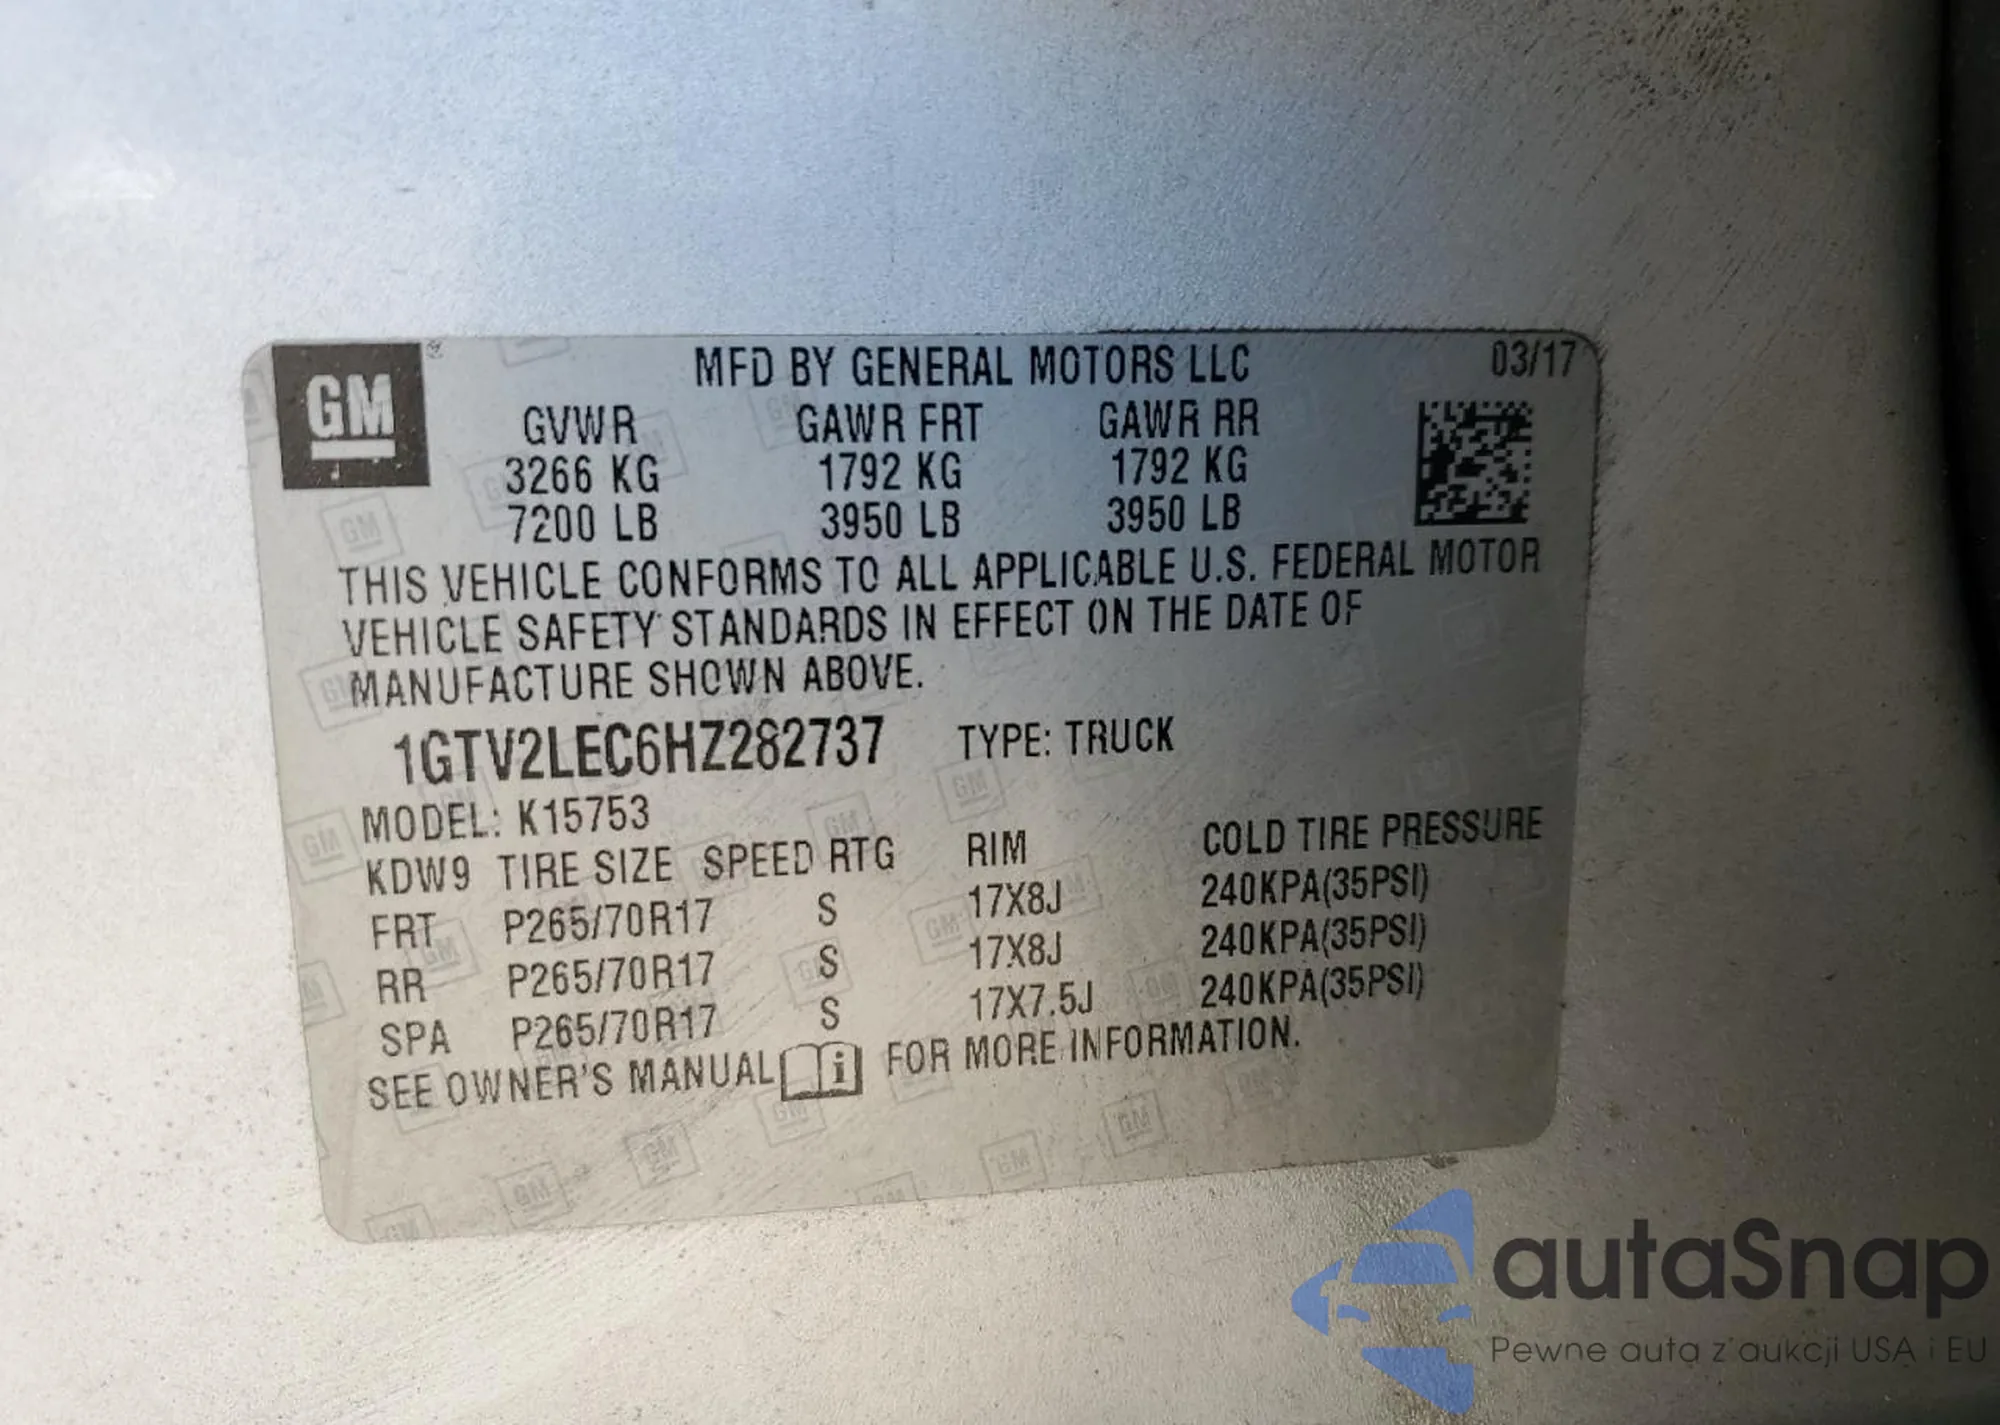 GM
MFD BY GENERAL MOTORS LLC 03/17
GVWR GAWR FRT GAWR RR
3266 KG 1792 KG 1792 KG
7200 LB 3950 LB 3950 LB
THIS VEHICLE CONFORMS TO ALL APPLICABLE U.S. FEDERAL MOTOR
VEHICLE SAFETY STANDARDS IN EFFECT ON THE DATE OF
MANUFACTURE SHOWN ABOVE.
1GTV2LEC6HZ282737 TYPE: TRUCK
MODEL: K15753
KDW9 TIRE SIZE SPEED RTG RIM COLD TIRE PRESSURE
FRT P265/70R17 S 17X8J 240KPA(35PSI)
RR P265/70R17 S 17X8J 240KPA(35PSI)
SPA P265/70R17 S 17X7.5J 240KPA(35PSI)
SEE OWNER'S MANUAL i FOR MORE INFORMATION.
autaSnap
Pewne auta z aukcji USA i EU